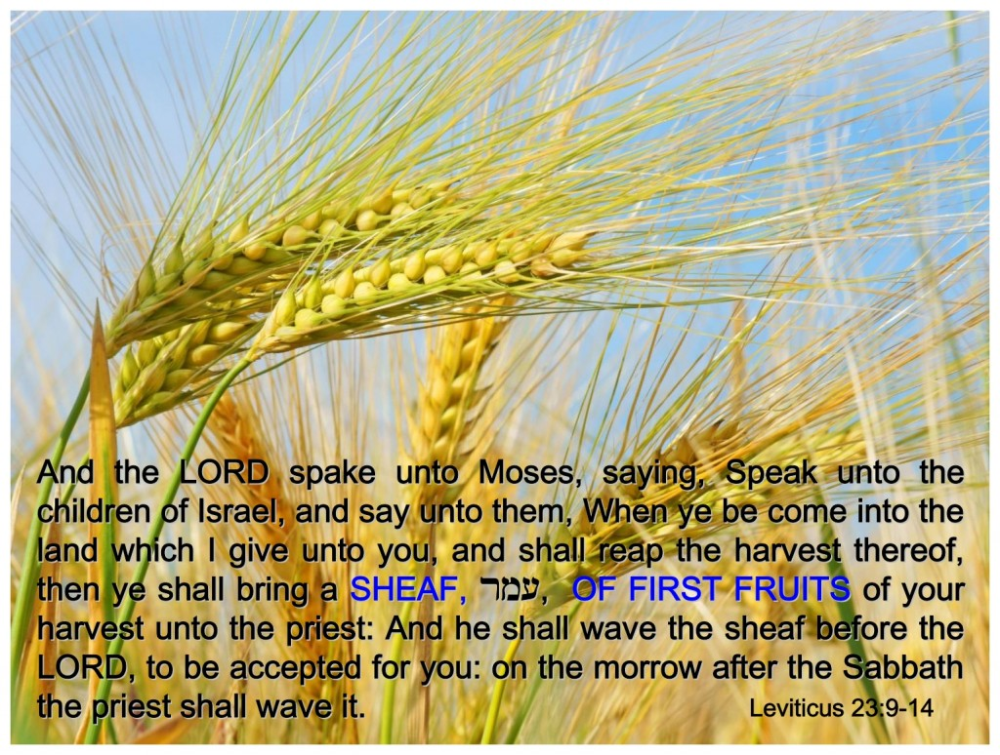 And the LORD spake unto Moses, saying, Speak unto the
children of Israel, and say unto them, When ye be come into the
land which I give unto you, and shall reap the harvest thereof,
then ye shall bring a SHEAF, עמר, OF FIRST FRUITS of your
harvest unto the priest: And he shall wave the sheaf before the
LORD, to be accepted for you: on the morrow after the Sabbath
the priest shall wave it. Leviticus 23:9-14